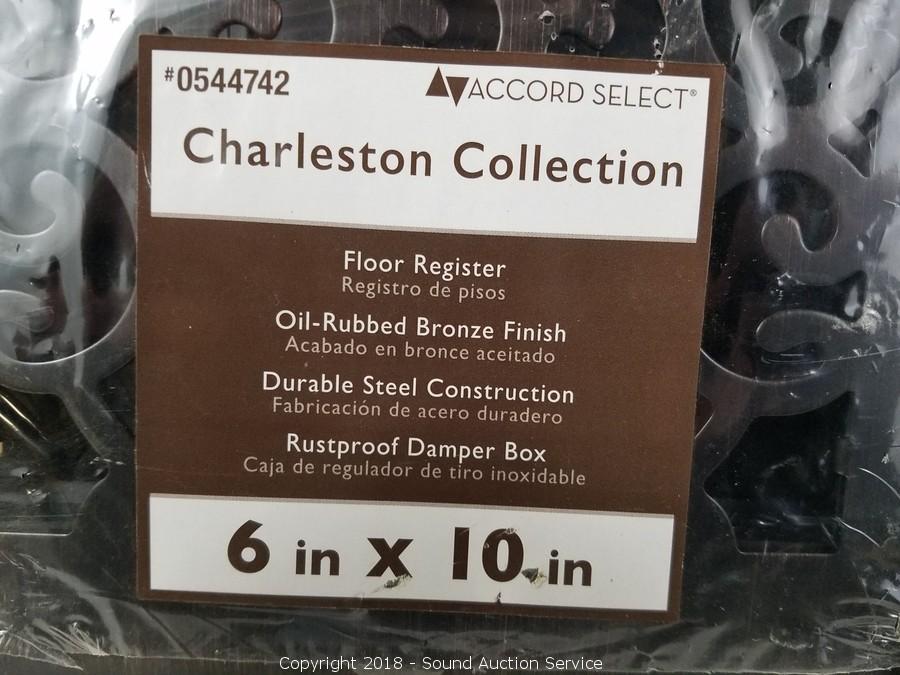 #0544742
ACCORD SELECT®
Charleston Collection
Floor Register
Registro de pisos
Oil-Rubbed Bronze Finish
Acabado en bronce aceitado
Durable Steel Construction
Fabricación de acero duradero
Rustproof Damper Box
Caja de regulador de tiro inoxidable
6 in x 10 in
Copyright 2018 - Sound Auction Service